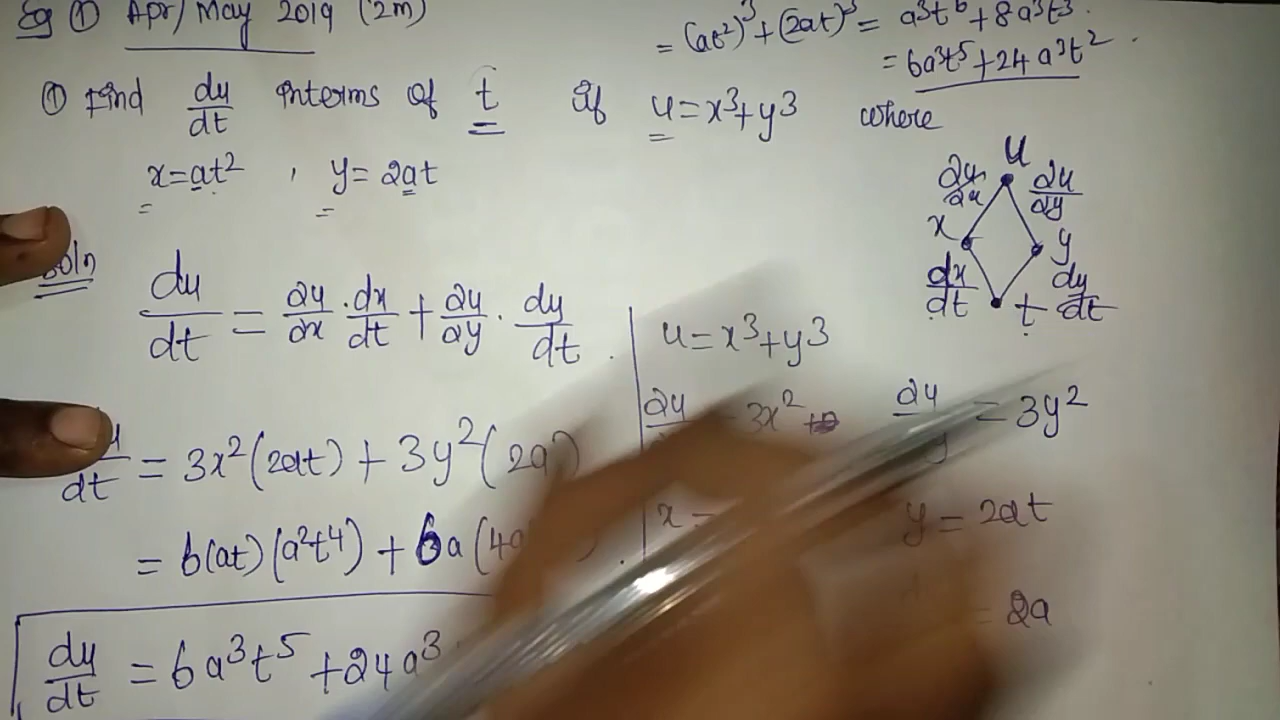 Eg ① Apr/May 2019 (2m)
= (at²)³ + (2at)³ = a³t⁶ + 8a³t³.
= 6a³t⁵ + 24a³t².
① Find du/dt interms of t If u = x³+y³ where
x = at² , y = 2at
u
∂u/∂x ∂u/∂y
x y
dx/dt t dy/dt
Soln
du/dt = ∂u/∂x · dx/dt + ∂u/∂y · dy/dt .
u = x³+y³
∂u = 3x² ∂u/y = 3y²
u/dt = 3x²(2at) + 3y²(2a)
x = y = 2at
= 6(at)(a²t⁴) + 6a(4a
= 2a
du/dt = 6a³t⁵ + 24a³